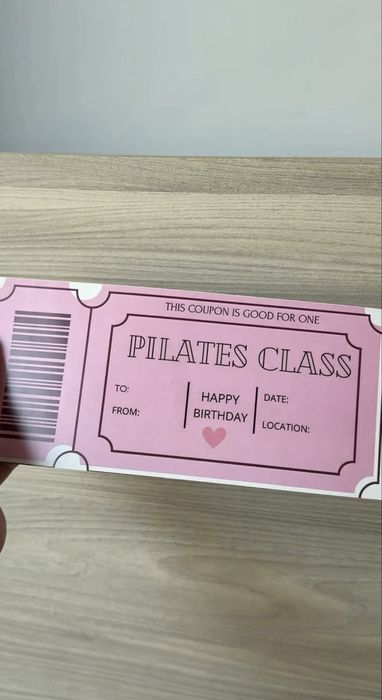 THIS COUPON IS GOOD FOR ONE
PILATES CLASS
TO:
FROM:
HAPPY
BIRTHDAY
DATE:
LOCATION: